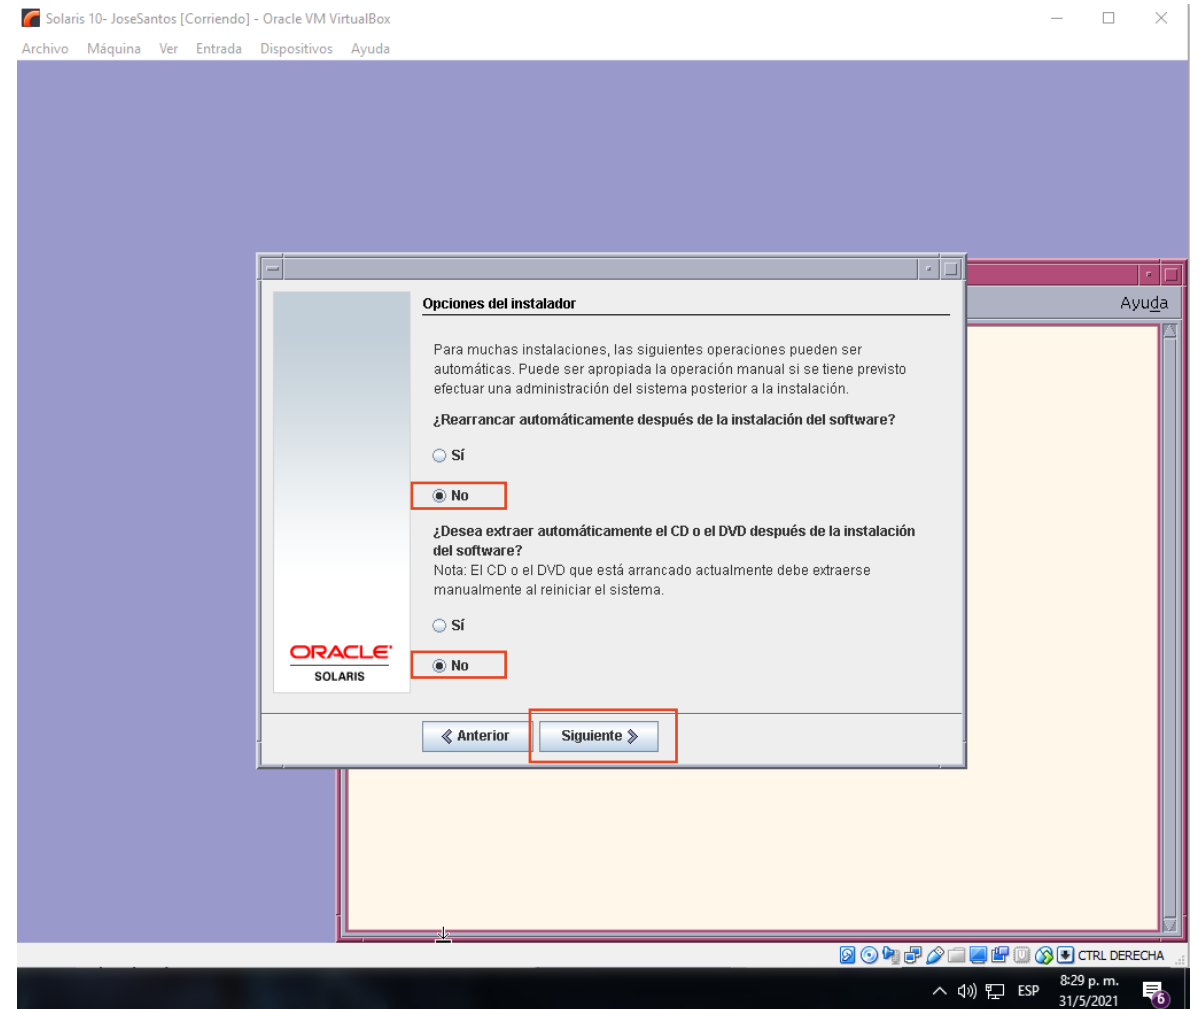 Solaris 10- JoseSantos [Corriendo] - Oracle VM VirtualBox
Archivo Máquina Ver Entrada Dispositivos Ayuda
Ayuda
Opciones del instalador
Para muchas instalaciones, las siguientes operaciones pueden ser
automáticas. Puede ser apropiada la operación manual si se tiene previsto
efectuar una administración del sistema posterior a la instalación.
¿Rearrancar automáticamente después de la instalación del software?
Sí
No
¿Desea extraer automáticamente el CD o el DVD después de la instalación
del software?
Nota: El CD o el DVD que está arrancado actualmente debe extraerse
manualmente al reiniciar el sistema.
Sí
No
ORACLE
SOLARIS
Anterior Siguiente
CTRL DERECHA
ESP
8:29 p. m.
31/5/2021
6